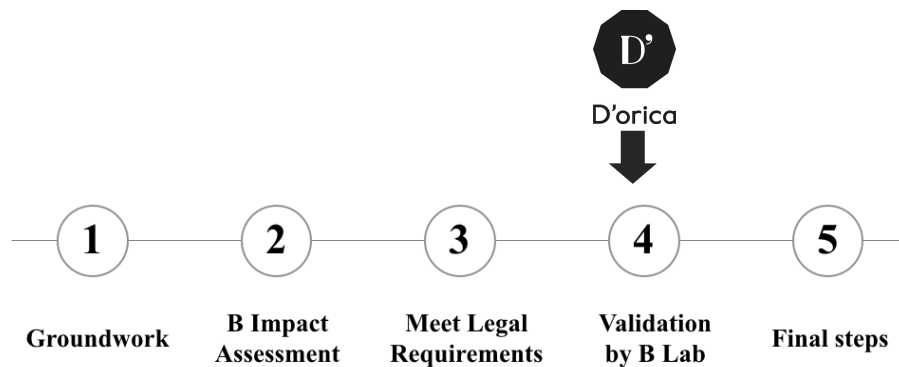 D’
D’orica
1
2
3
4
5
Groundwork
B Impact
Assessment
Meet Legal
Requirements
Validation
by B Lab
Final steps